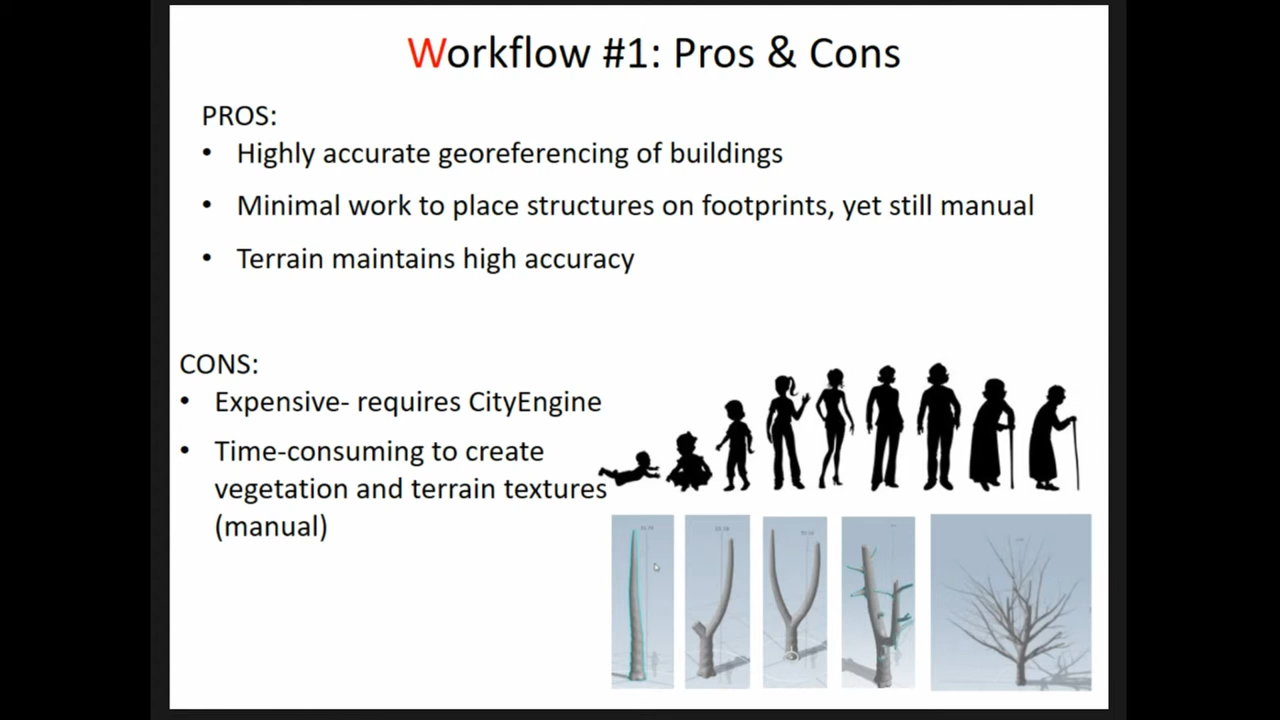 Workflow #1: Pros & Cons
PROS:
• Highly accurate georeferencing of buildings
• Minimal work to place structures on footprints, yet still manual
• Terrain maintains high accuracy
CONS:
• Expensive- requires CityEngine
• Time-consuming to create
vegetation and terrain textures
(manual)